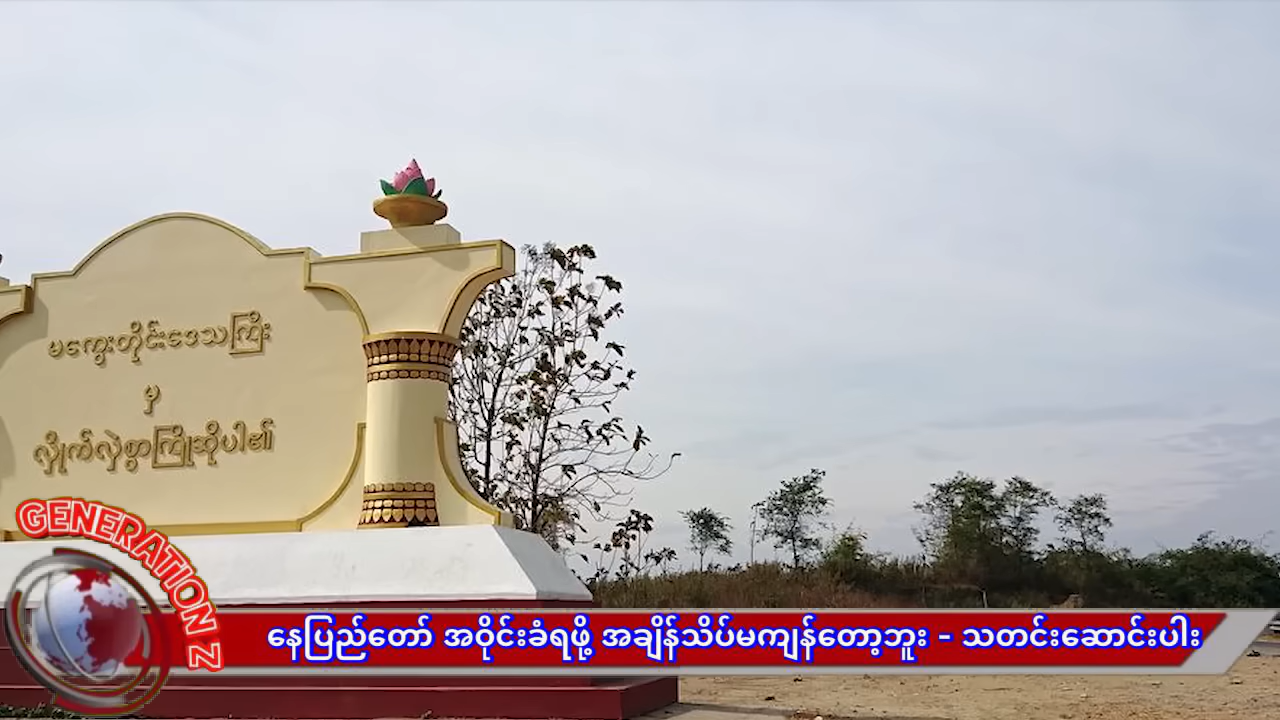 မကွေးတိုင်းဒေသကြီး
မှ
လှိုက်လှဲစွာကြိုဆိုပါ၏
GENERATION Z
နေပြည်တော် အဝိုင်းခံရဖို့ အချိန်သိပ်မကျန်တော့ဘူး - သတင်းဆောင်းပါး